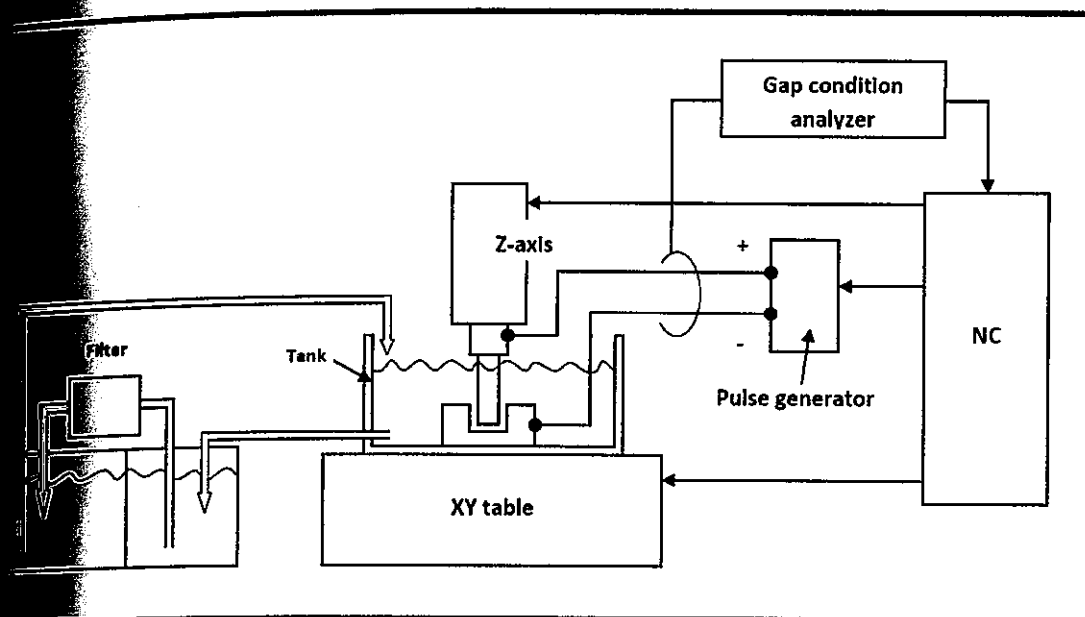 Gap condition
analyzer
Z-axis
+
NC
Filter
Tank
-
Pulse generator
XY table